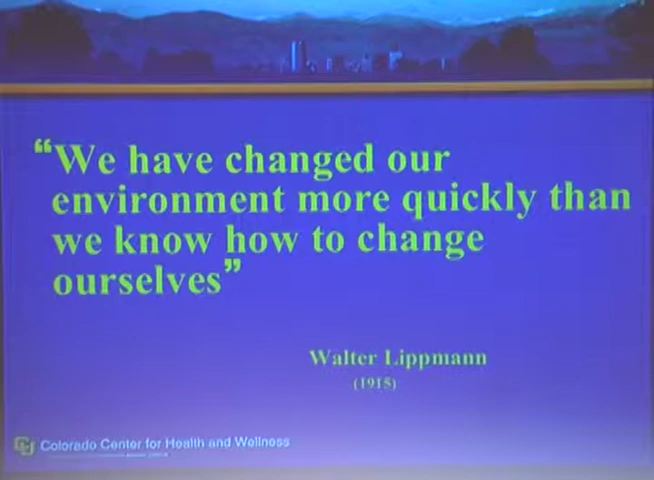 “We have changed our
environment more quickly than
we know how to change
ourselves”
Walter Lippmann
(1915)
CU Colorado Center for Health and Wellness